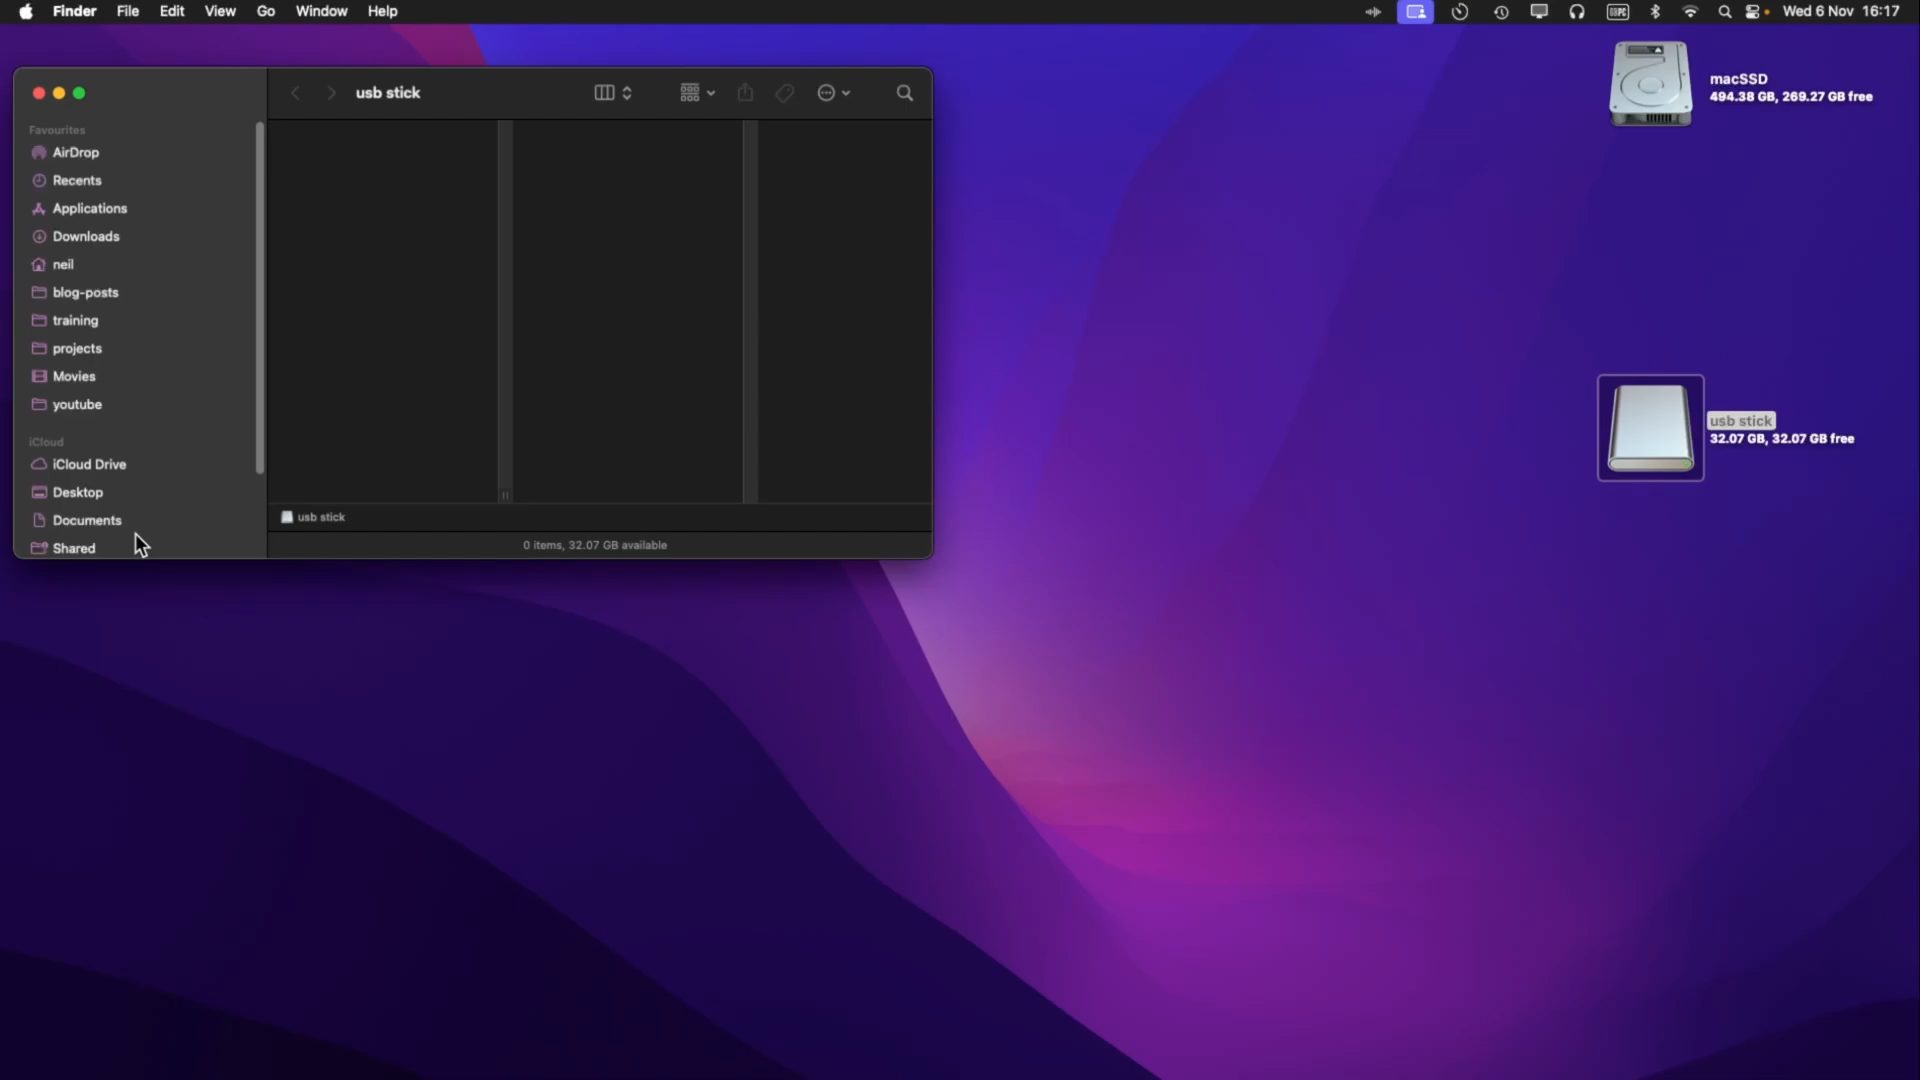 Finder File Edit View Go Window Help
Wed 6 Nov 16:17
usb stick
Favourites
AirDrop
Recents
Applications
Downloads
neil
blog-posts
training
projects
Movies
youtube
iCloud
iCloud Drive
Desktop
Documents
Shared
usb stick
0 items, 32.07 GB available
macSSD
494.38 GB, 269.27 GB free
usb stick
32.07 GB, 32.07 GB free